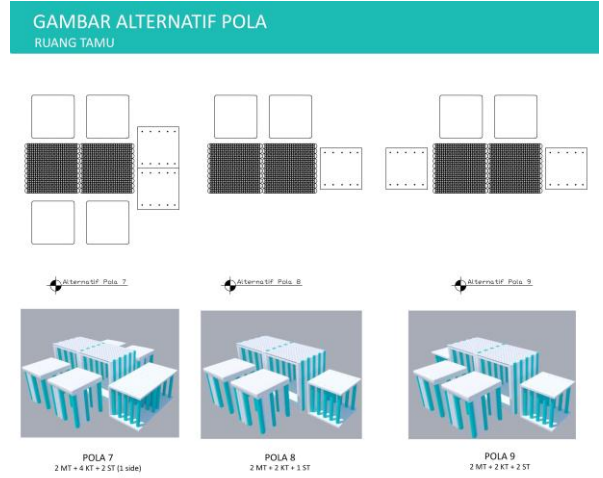 GAMBAR ALTERNATIF POLA
RUANG TAMU
Alternatif Pola 7
Alternatif Pola 8
Alternatif Pola 9
POLA 7
2 MT + 4 KT + 2 ST (1 side)
POLA 8
2 MT + 2 KT + 1 ST
POLA 9
2 MT + 2 KT + 2 ST